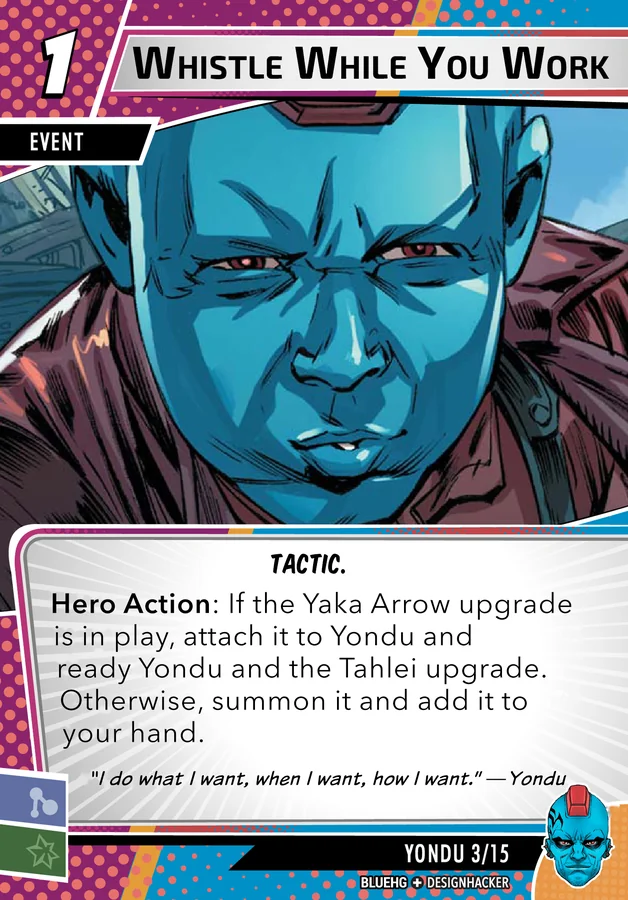 1
Whistle While You Work
EVENT
TACTIC.
Hero Action: If the Yaka Arrow upgrade
is in play, attach it to Yondu and
ready Yondu and the Tahlei upgrade.
Otherwise, summon it and add it to
your hand.
"I do what I want, when I want, how I want." —Yondu
YONDU 3/15
BLUEHG + DESIGNHACKER